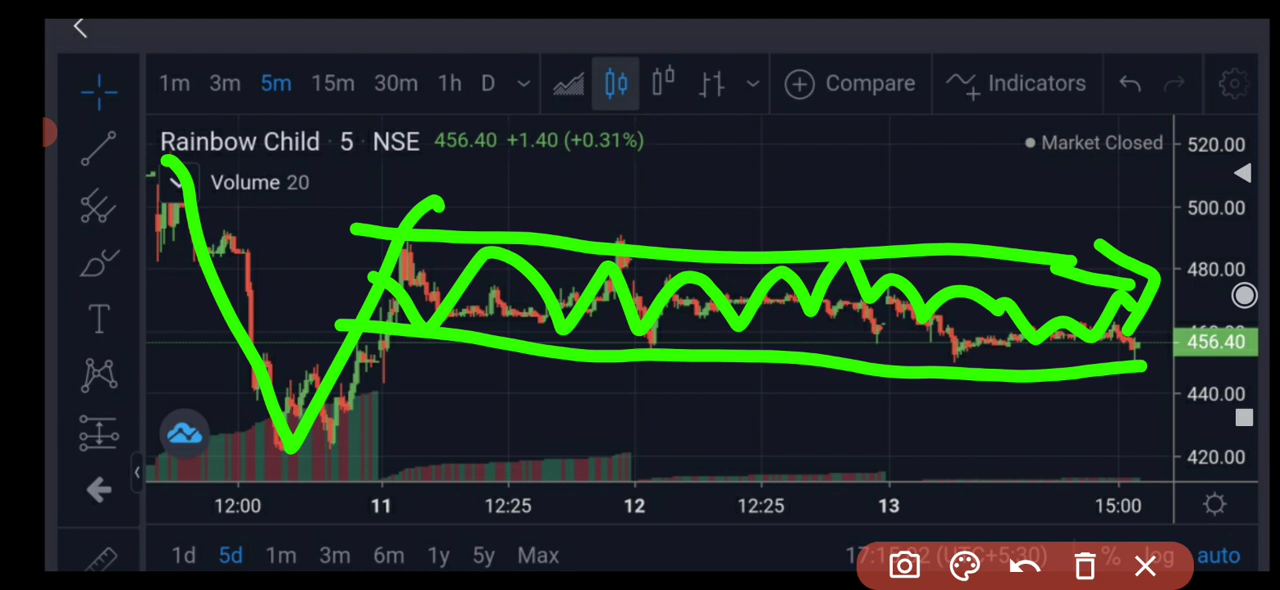 1m 3m 5m 15m 30m 1h D Compare Indicators
Rainbow Child · 5 NSE 456.40 +1.40 (+0.31%)
Market Closed
Volume 20
520.00
500.00
480.00
456.40
440.00
420.00
12:00 11 12:25 12 12:25 13 15:00
1d 5d 1m 3m 6m 1y 5y Max
% log auto